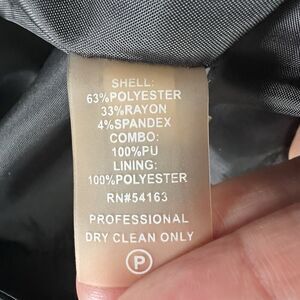 SHELL:
63%POLYESTER
33%RAYON
4%SPANDEX
COMBO:
100%PU
LINING:
100%POLYESTER
RN#54163
PROFESSIONAL
DRY CLEAN ONLY
P